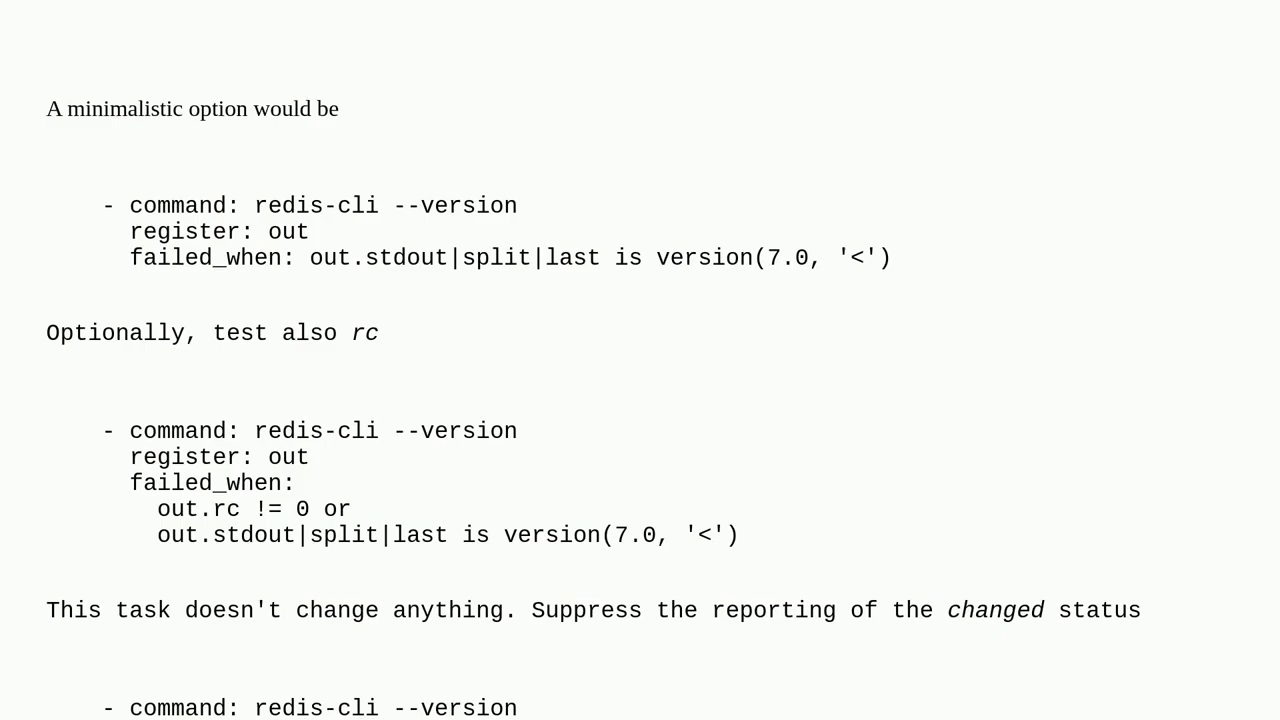 A minimalistic option would be
- command: redis-cli --version
register: out
failed_when: out.stdout|split|last is version(7.0, '<')
Optionally, test also rc
- command: redis-cli --version
register: out
failed_when:
out.rc != 0 or
out.stdout|split|last is version(7.0, '<')
This task doesn't change anything. Suppress the reporting of the changed status
- command: redis-cli --version